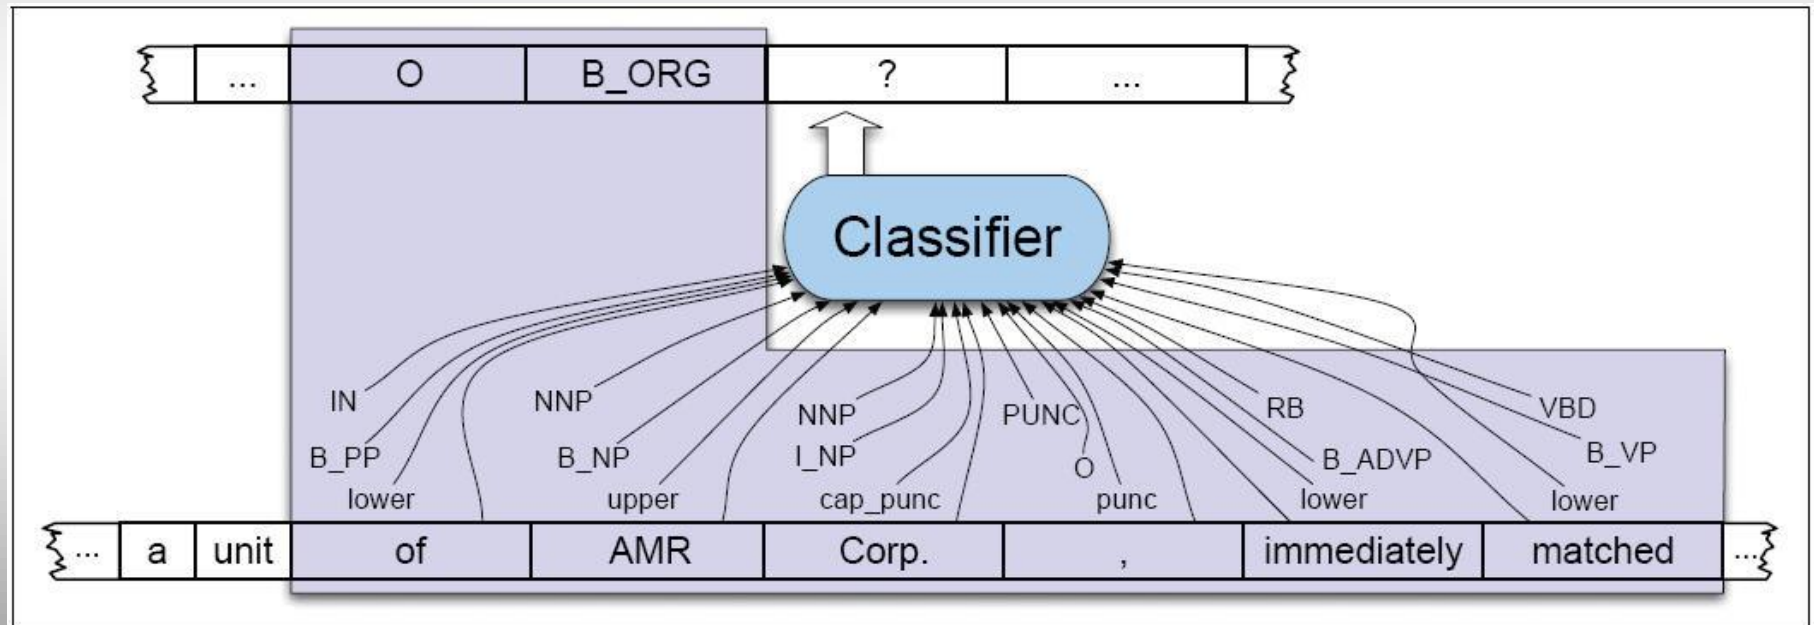 ... O B_ORG ? ...
Classifier
IN NNP NNP PUNC RB VBD
B_PP B_NP I_NP O B_ADVP B_VP
lower upper cap_punc punc lower lower
... a unit of AMR Corp. , immediately matched ...